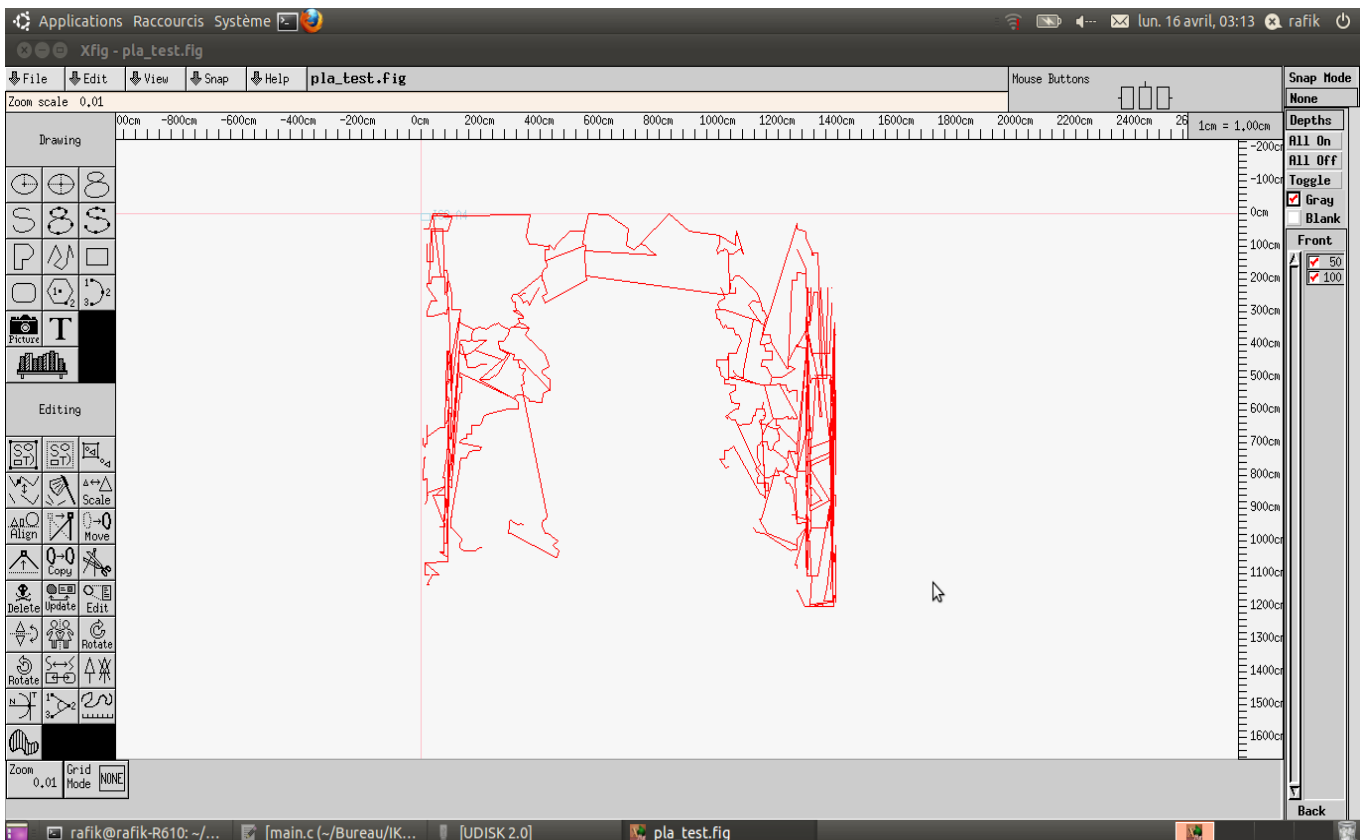 Applications Raccourcis Système lun. 16 avril, 03:13 rafik
Xfig - pla_test.fig
File Edit View Snap Help pla_test.fig Mouse Buttons Snap Mode
Zoom scale 0.01 None
00cm -800cm -600cm -400cm -200cm 0cm 200cm 400cm 600cm 800cm 1000cm 1200cm 1400cm 1600cm 1800cm 2000cm 2200cm 2400cm 26 1cm = 1.00cm Depths
Drawing -200cm All On
All Off
-100cm Toggle
Gray
0cm Blank
Front
100cm
50
200cm 100
300cm
Picture T
400cm
500cm
Editing 600cm
700cm
800cm
Scale
900cm
Align Move
1000cm
Copy
1100cm
Delete Update Edit 1200cm
1300cm
Rotate
1400cm
Rotate
1500cm
1600cm
Zoom 0.01 Grid Mode NONE
Back
rafik@rafik-R610: ~/... [main.c (~/Bureau/IK... [UDISK 2.0] pla_test.fig